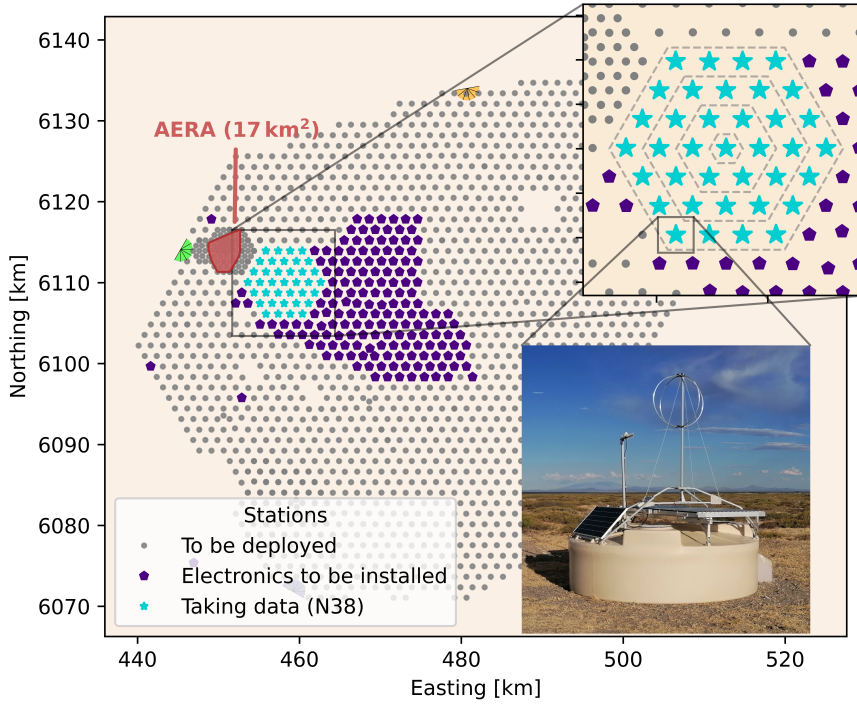 6140
6130
6120
6110
6100
6090
6080
6070
Northing [km]
AERA (17 km²)
Stations
To be deployed
Electronics to be installed
Taking data (N38)
440
460
480
500
520
Easting [km]